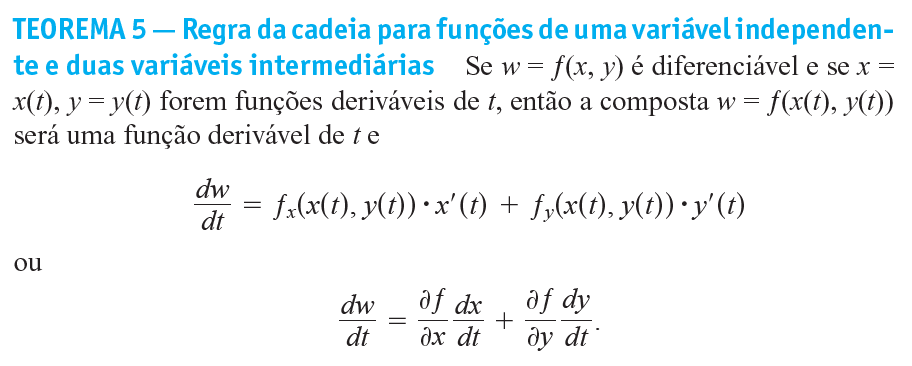 TEOREMA 5 — Regra da cadeia para funções de uma variável independen-
te e duas variáveis intermediárias Se w = f(x, y) é diferenciável e se x =
x(t), y = y(t) forem funções deriváveis de t, então a composta w = f(x(t), y(t))
será uma função derivável de t e
dw/dt = fₓ(x(t), y(t)) · x′(t) + f_y(x(t), y(t)) · y′(t)
ou
dw/dt = ∂f/∂x dx/dt + ∂f/∂y dy/dt.